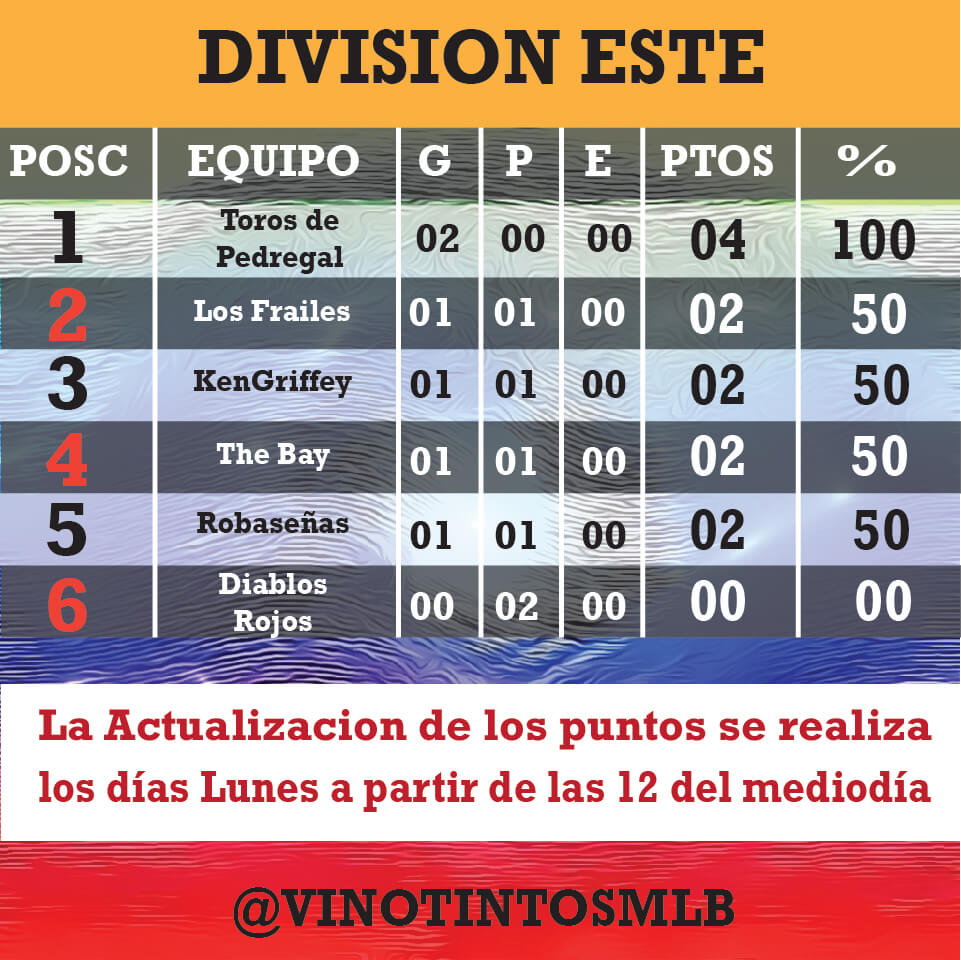 DIVISION ESTE
POSC EQUIPO G P E PTOS %
1 Toros de Pedregal 02 00 00 04 100
2 Los Frailes 01 01 00 02 50
3 KenGriffey 01 01 00 02 50
4 The Bay 01 01 00 02 50
5 Robaseñas 01 01 00 02 50
6 Diablos Rojos 00 02 00 00 00
La Actualizacion de los puntos se realiza
los días Lunes a partir de las 12 del mediodía
@VINOTINTOSMLB